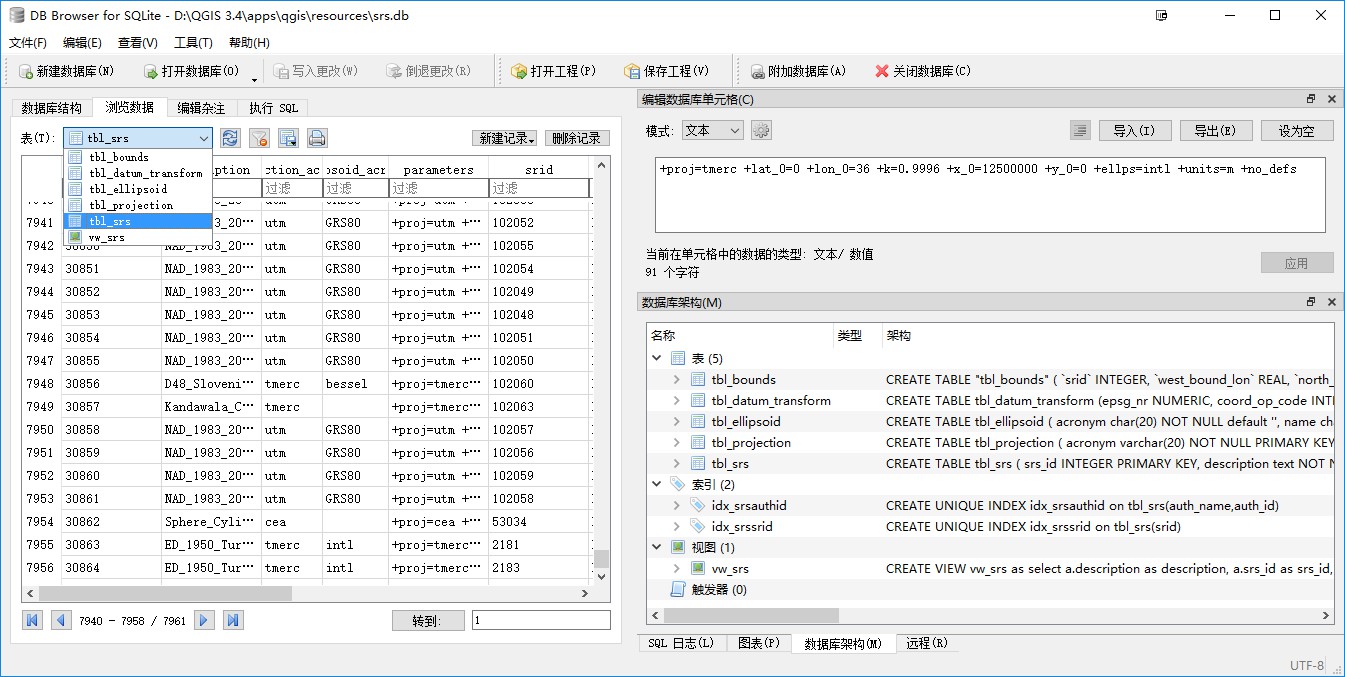 DB Browser for SQLite - D:\QGIS 3.4\apps\qgis\resources\srs.db
文件(F) 编辑(E) 查看(V) 工具(T) 帮助(H)
新建数据库(N) 打开数据库(O) 写入更改(W) 倒退更改(R) 打开工程(P) 保存工程(V) 附加数据库(A) 关闭数据库(C)
数据库结构 浏览数据 编辑杂注 执行 SQL
表(T): tbl_srs 新建记录 删除记录
tbl_bounds
tbl_datum_transform
tbl_ellipsoid
tbl_projection
tbl_srs
vw_srs
ption ction_ac osoid_acr parameters srid
过滤 过滤 过滤 过滤
7941 NAD_1983_20… utm GRS80 +proj=utm +… 102052
7942 NAD_1983_20… utm GRS80 +proj=utm +… 102055
7943 30851 NAD_1983_20… utm GRS80 +proj=utm +… 102054
7944 30852 NAD_1983_20… utm GRS80 +proj=utm +… 102049
7945 30853 NAD_1983_20… utm GRS80 +proj=utm +… 102048
7946 30854 NAD_1983_20… utm GRS80 +proj=utm +… 102051
7947 30855 NAD_1983_20… utm GRS80 +proj=utm +… 102050
7948 30856 D48_Sloveni… tmerc bessel +proj=tmerc… 102060
7949 30857 Kandawala_C… tmerc +proj=tmerc… 102063
7950 30858 NAD_1983_20… utm GRS80 +proj=utm +… 102057
7951 30859 NAD_1983_20… utm GRS80 +proj=utm +… 102056
7952 30860 NAD_1983_20… utm GRS80 +proj=utm +… 102059
7953 30861 NAD_1983_20… utm GRS80 +proj=utm +… 102058
7954 30862 Sphere_Cyli… cea +proj=cea +… 53034
7955 30863 ED_1950_Tur… tmerc intl +proj=tmerc… 2181
7956 30864 ED_1950_Tur… tmerc intl +proj=tmerc… 2183
7940 - 7958 / 7961 转到: 1
编辑数据库单元格(C)
模式: 文本 导入(I) 导出(E) 设为空
+proj=tmerc +lat_0=0 +lon_0=36 +k=0.9996 +x_0=12500000 +y_0=0 +ellps=intl +units=m +no_defs
当前在单元格中的数据的类型: 文本/ 数值
91 个字符
应用
数据库架构(M)
名称 类型 架构
表 (5)
tbl_bounds CREATE TABLE "tbl_bounds" ( `srid` INTEGER, `west_bound_lon` REAL, `north_
tbl_datum_transform CREATE TABLE tbl_datum_transform (epsg_nr NUMERIC, coord_op_code INTE
tbl_ellipsoid CREATE TABLE tbl_ellipsoid ( acronym char(20) NOT NULL default '', name cha
tbl_projection CREATE TABLE tbl_projection ( acronym varchar(20) NOT NULL PRIMARY KEY,
tbl_srs CREATE TABLE tbl_srs ( srs_id INTEGER PRIMARY KEY, description text NOT N
索引 (2)
idx_srsauthid CREATE UNIQUE INDEX idx_srsauthid on tbl_srs(auth_name,auth_id)
idx_srssrid CREATE UNIQUE INDEX idx_srssrid on tbl_srs(srid)
视图 (1)
vw_srs CREATE VIEW vw_srs as select a.description as description, a.srs_id as srs_id,
触发器 (0)
SQL 日志(L) 图表(P) 数据库架构(M) 远程(R)
UTF-8